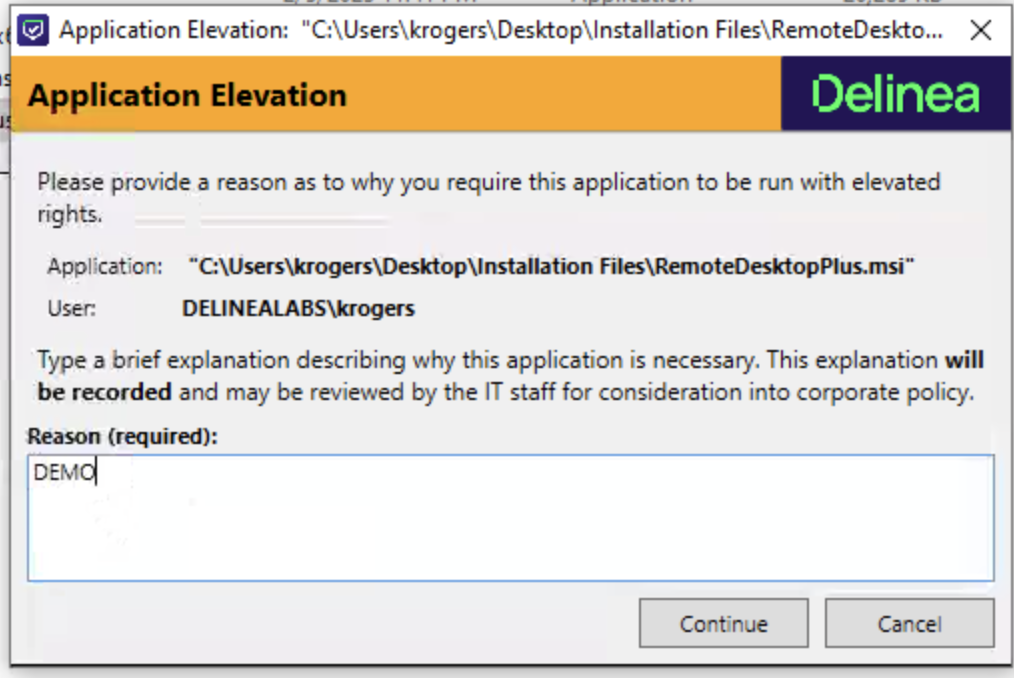 Application Elevation: "C:\Users\krogers\Desktop\Installation Files\RemoteDeskto...
Application Elevation
Delinea
Please provide a reason as to why you require this application to be run with elevated
rights.
Application: "C:\Users\krogers\Desktop\Installation Files\RemoteDesktopPlus.msi"
User: DELINEALABS\krogers
Type a brief explanation describing why this application is necessary. This explanation will
be recorded and may be reviewed by the IT staff for consideration into corporate policy.
Reason (required):
DEMO
Continue
Cancel